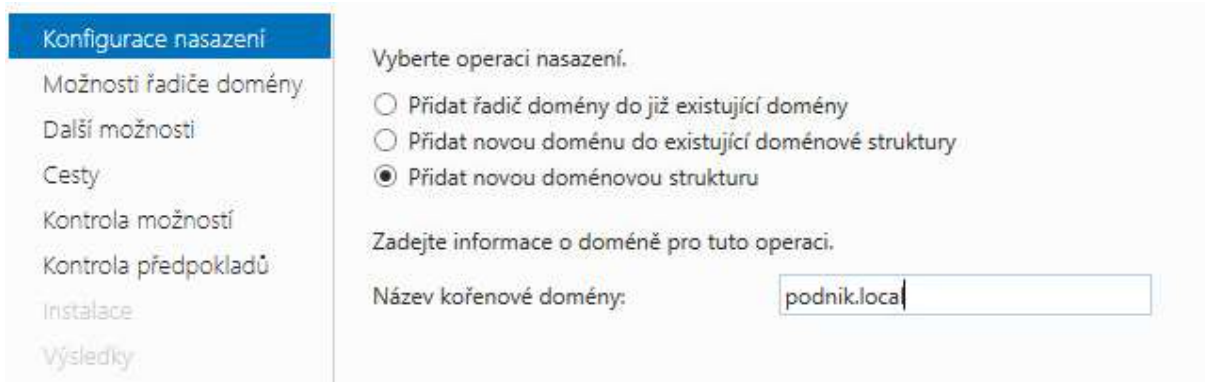 Konfigurace nasazení
Možnosti řadiče domény
Další možnosti
Cesty
Kontrola možností
Kontrola předpokladů
Instalace
Výsledky
Vyberte operaci nasazení.
Přidat řadič domény do již existující domény
Přidat novou doménu do existující doménové struktury
Přidat novou doménovou strukturu
Zadejte informace o doméně pro tuto operaci.
Název kořenové domény: podnik.local